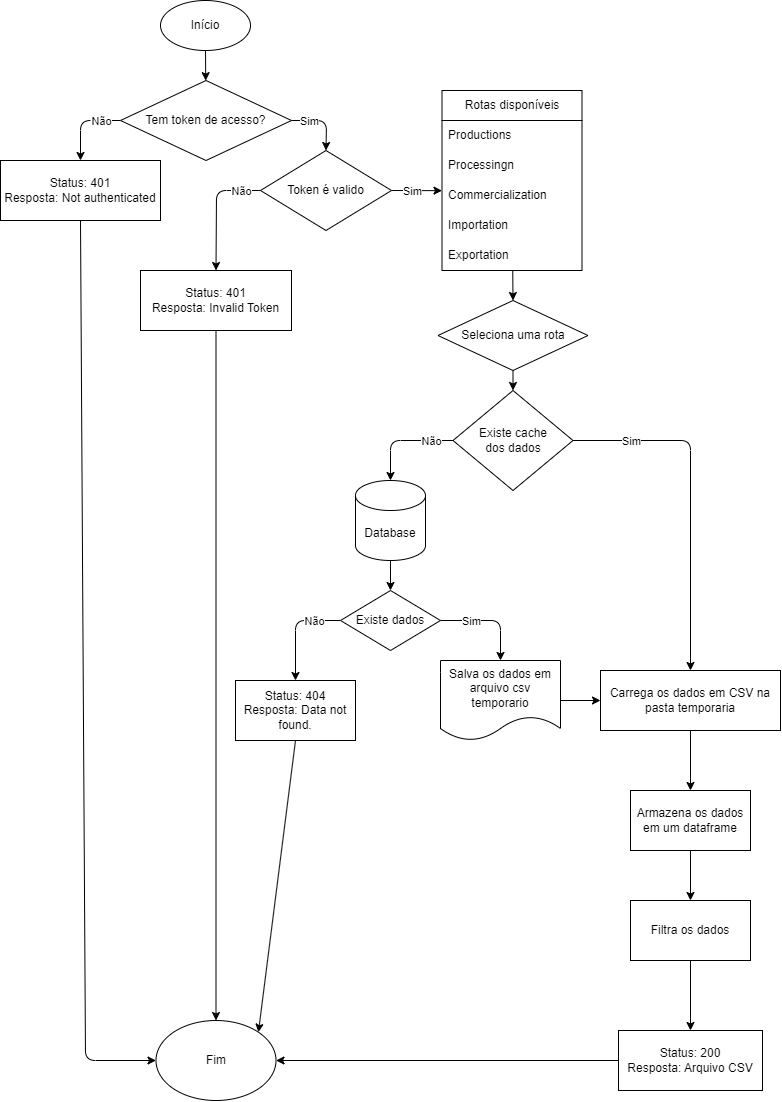 Início
Tem token de acesso?
Não
Sim
Status: 401
Resposta: Not authenticated
Token é valido
Não
Sim
Status: 401
Resposta: Invalid Token
Rotas disponíveis
Productions
Processingn
Commercialization
Importation
Exportation
Seleciona uma rota
Existe cache
dos dados
Não
Sim
Database
Existe dados
Não
Sim
Status: 404
Resposta: Data not
found.
Salva os dados em
arquivo csv
temporario
Carrega os dados em CSV na
pasta temporaria
Armazena os dados
em um dataframe
Filtra os dados
Status: 200
Resposta: Arquivo CSV
Fim